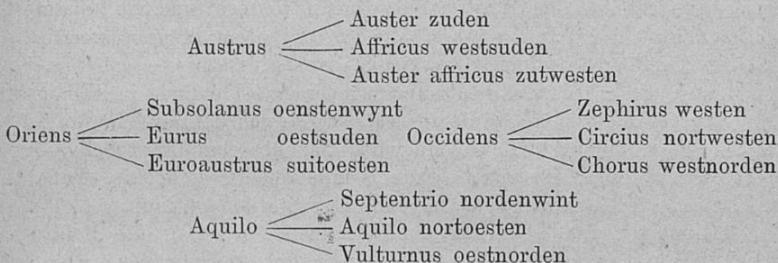 Auster zuden
Austrus Affricus westsuden
Auster affricus zutwesten
Subsolanus oenstenwynt Zephirus westen
Oriens Eurus oestsuden Occidens Circius nortwesten
Euroaustrus suitoesten Chorus westnorden
Septentrio nordenwint
Aquilo Aquilo nortoesten
Vulturnus oestnorden